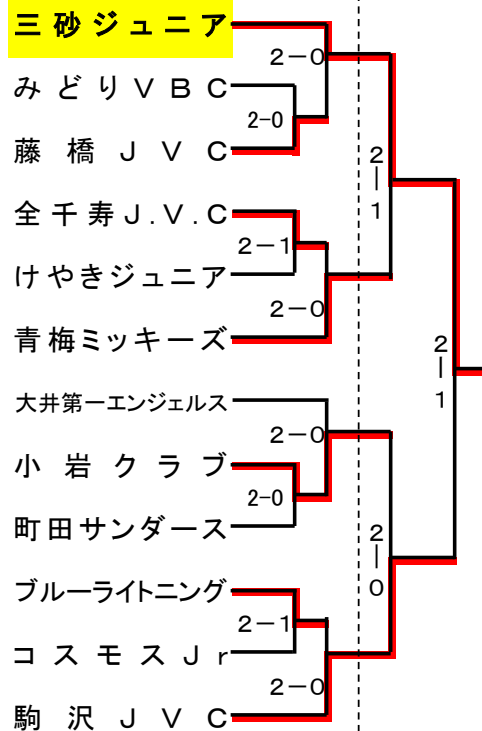 三砂ジュニア
2-0
みどりVBC
2-0
藤橋JVC
2|1
全千寿J.V.C
2-1
けやきジュニア
2-0
青梅ミッキーズ
2|1
大井第一エンジェルス
2-0
小岩クラブ
2-0
町田サンダース
2|0
ブルーライトニング
2-1
コスモスJr
2-0
駒沢JVC